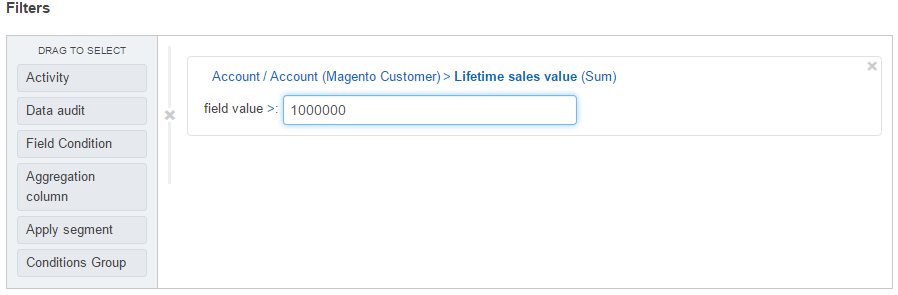 Filters
DRAG TO SELECT
Activity
Data audit
Field Condition
Aggregation
column
Apply segment
Conditions Group
Account / Account (Magento Customer) > Lifetime sales value (Sum)
field value >: 1000000